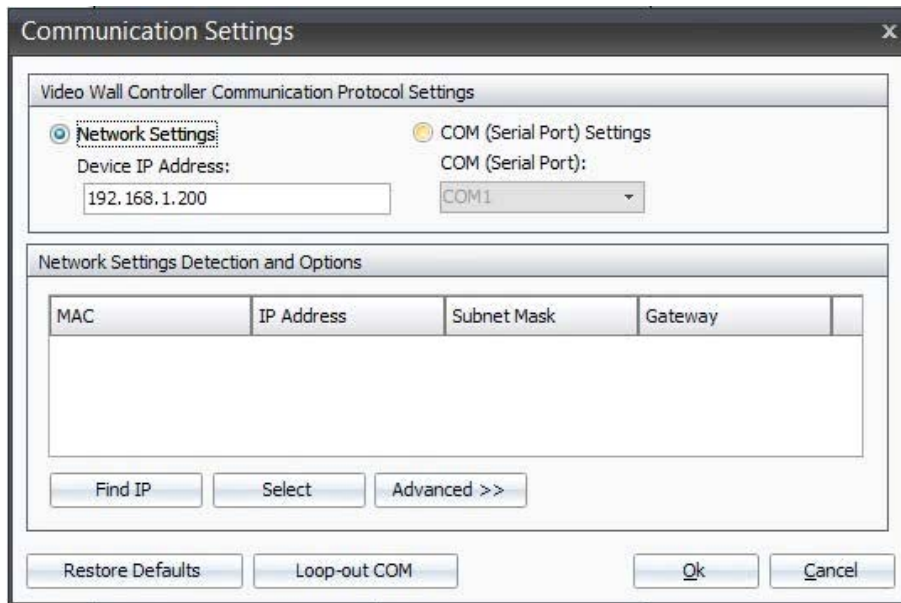 Communication Settings x
Video Wall Controller Communication Protocol Settings
Network Settings COM (Serial Port) Settings
Device IP Address: COM (Serial Port):
192.168.1.200 COM1
Network Settings Detection and Options
MAC IP Address Subnet Mask Gateway
Find IP Select Advanced >>
Restore Defaults Loop-out COM Ok Cancel